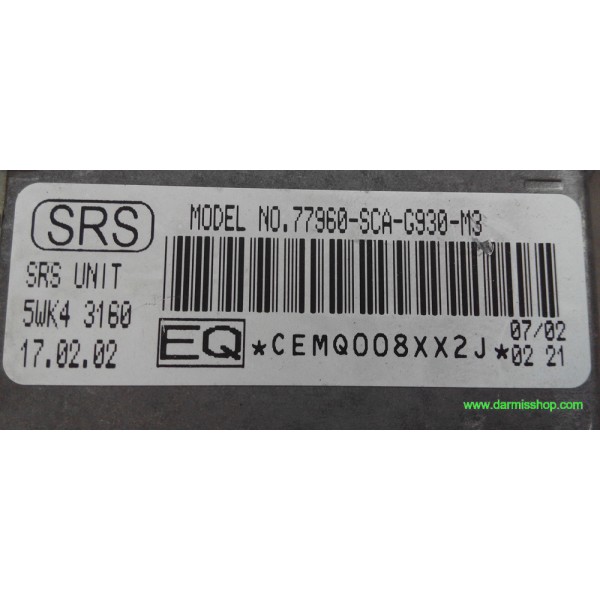 SRS
MODEL NO.77960-SCA-G930-M3
SRS UNIT
5WK4 3160
17.02.02
EQ
*CEMQ008XX2J*
07/02
02 21
www.darmisshop.com